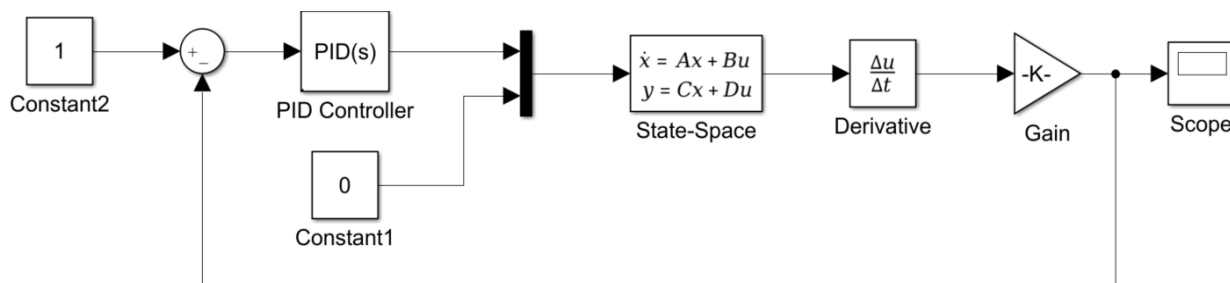 1
Constant2
+
−
PID(s)
PID Controller
0
Constant1
ẋ = Ax + Bu
y = Cx + Du
State-Space
Δu
Δt
Derivative
-K-
Gain
Scope